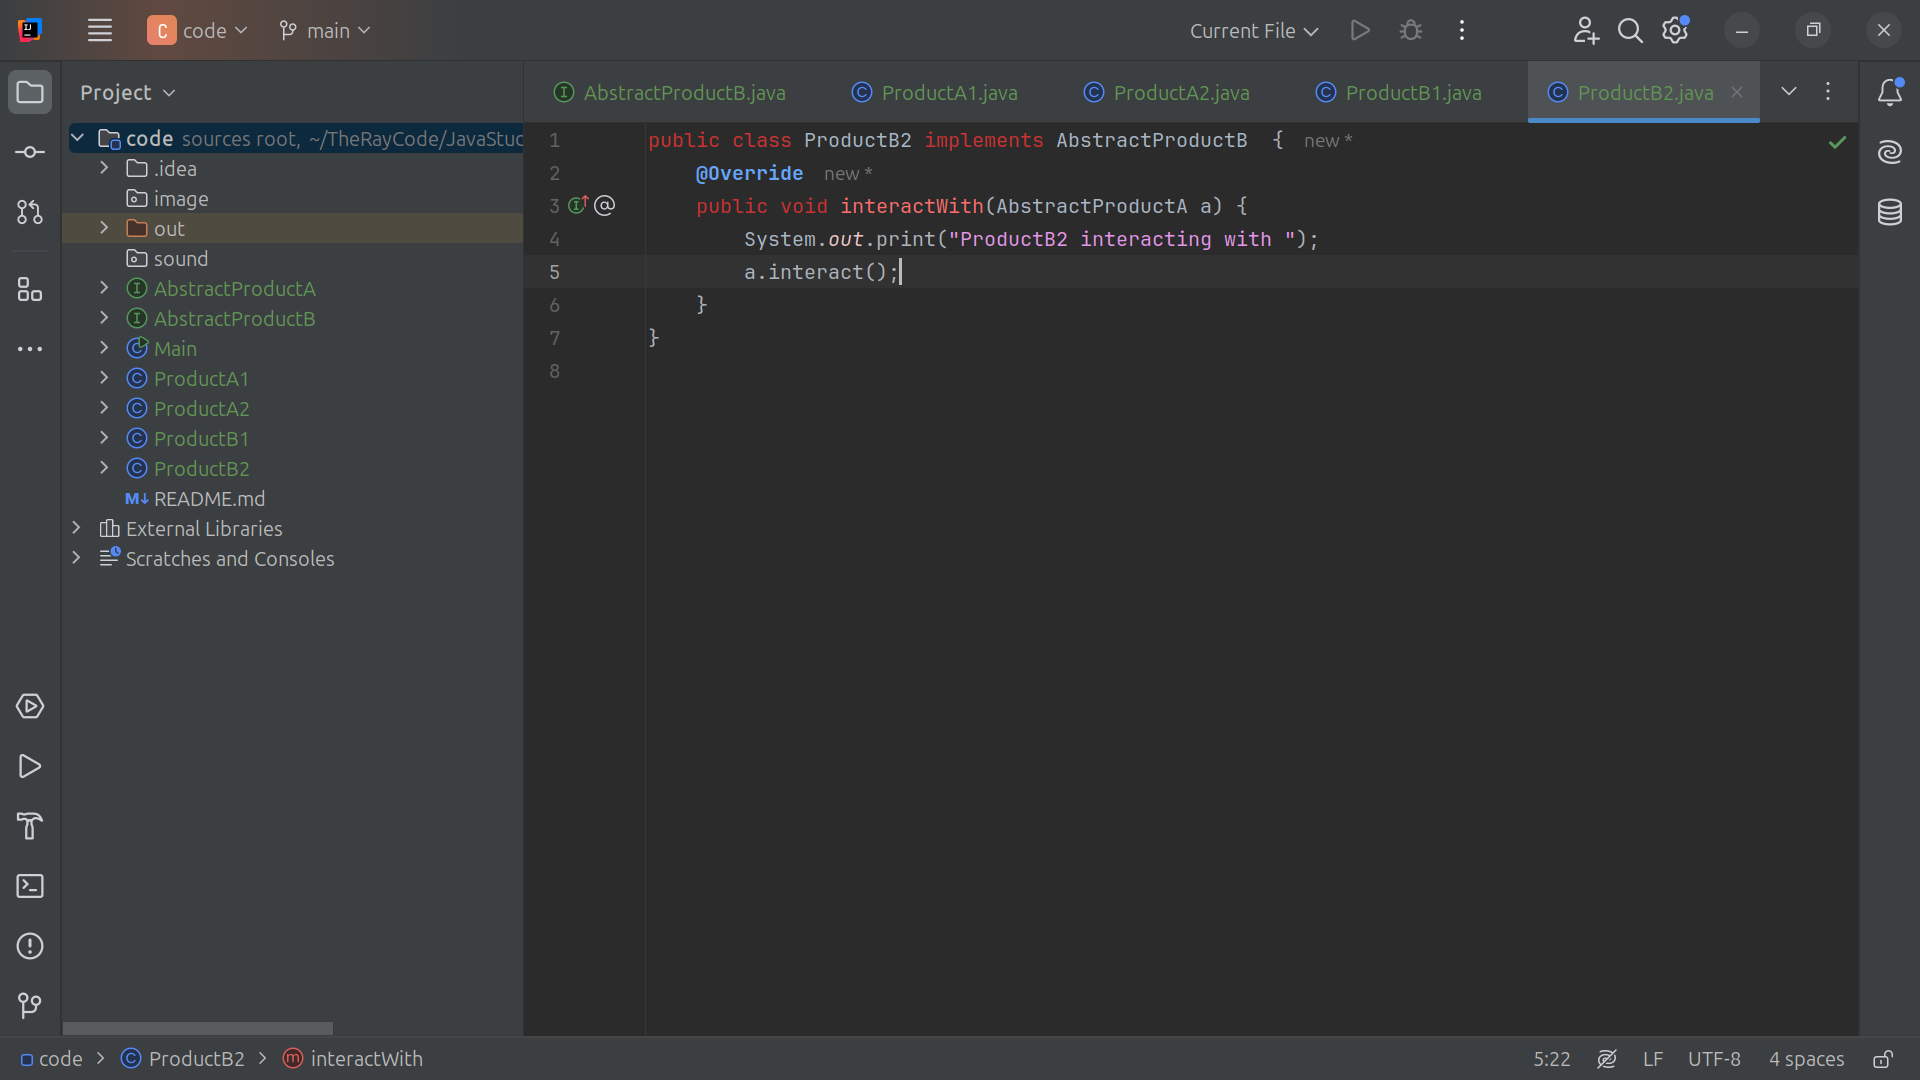 C code main Current File
Project
AbstractProductB.java ProductA1.java ProductA2.java ProductB1.java ProductB2.java
code sources root, ~/TheRayCode/JavaStud
.idea
image
out
sound
AbstractProductA
AbstractProductB
Main
ProductA1
ProductA2
ProductB1
ProductB2
README.md
External Libraries
Scratches and Consoles
1 public class ProductB2 implements AbstractProductB { new *
2 @Override new *
3 public void interactWith(AbstractProductA a) {
4 System.out.print("ProductB2 interacting with ");
5 a.interact();
6 }
7 }
8
code > ProductB2 > interactWith 5:22 LF UTF-8 4 spaces